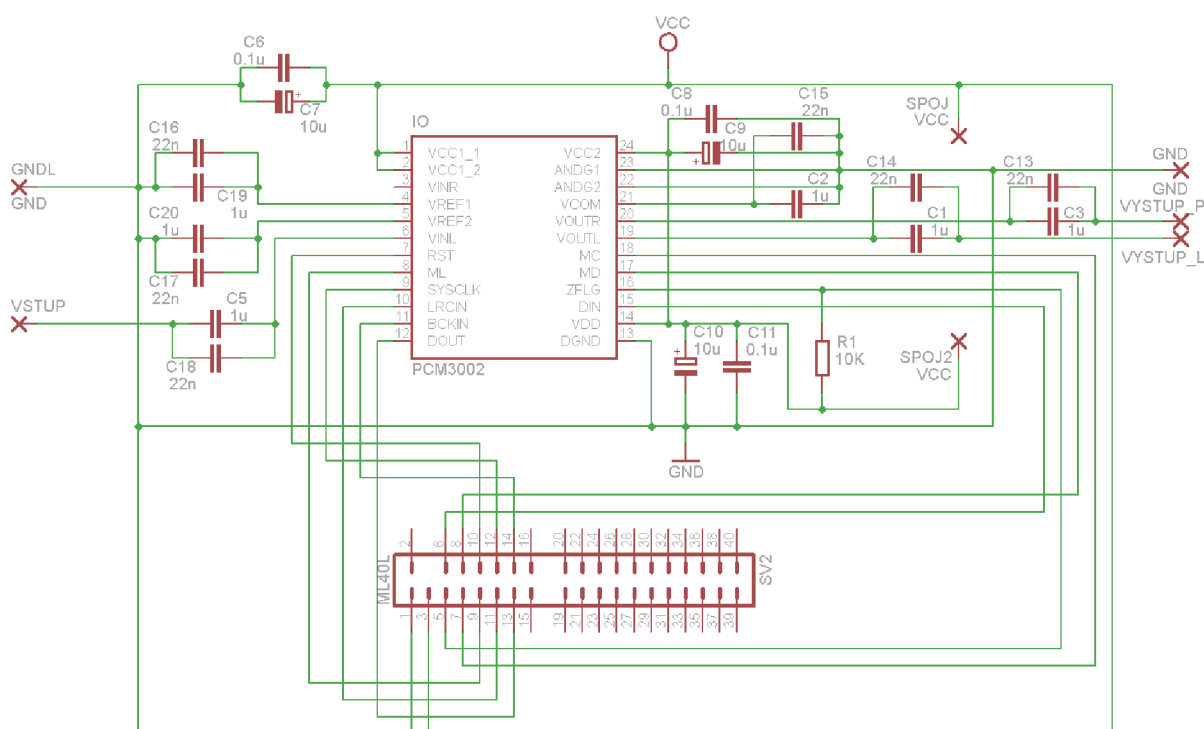 VCC
C6
0.1u
C7
10u
+
IO
C8
0.1u
C9
10u
+
C15
22n
SPOJ
VCC
C16
22n
C19
1u
GNDL
GND
C20
1u
C17
22n
VSTUP
C5
1u
C18
22n
1 VCC1_1
2 VCC1_2
3 VINR
4 VREF1
5 VREF2
6 VINL
7 RST
8 ML
9 SYSCLK
10 LRCIN
11 BCKIN
12 DOUT
VCC2 24
ANDG1 23
ANDG2 22
VCOM 21
VOUTR 20
VOUTL 19
MC 18
MD 17
ZFLG 16
DIN 15
VDD 14
DGND 13
PCM3002
C2
1u
C14
22n
C1
1u
C13
22n
C3
1u
GND
GND
VYSTUP_P
VYSTUP_L
C10
10u
+
C11
0.1u
R1
10K
SPOJ2
VCC
GND
2 6 8 10 12 14 16 20 22 24 26 28 30 32 34 36 38 40
ML40L
SV2
1 3 5 7 9 11 13 15 19 21 23 25 27 29 31 33 35 37 39